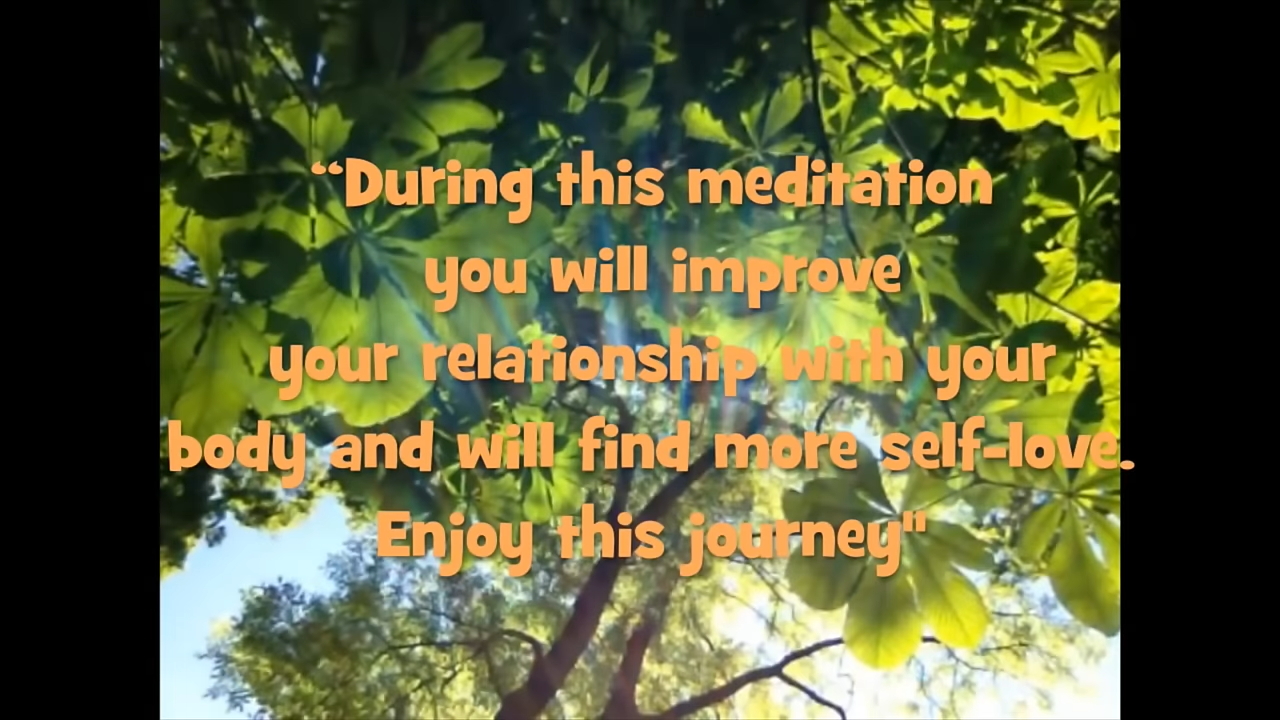 “During this meditation
you will improve
your relationship with your
body and will find more self-love.
Enjoy this journey"